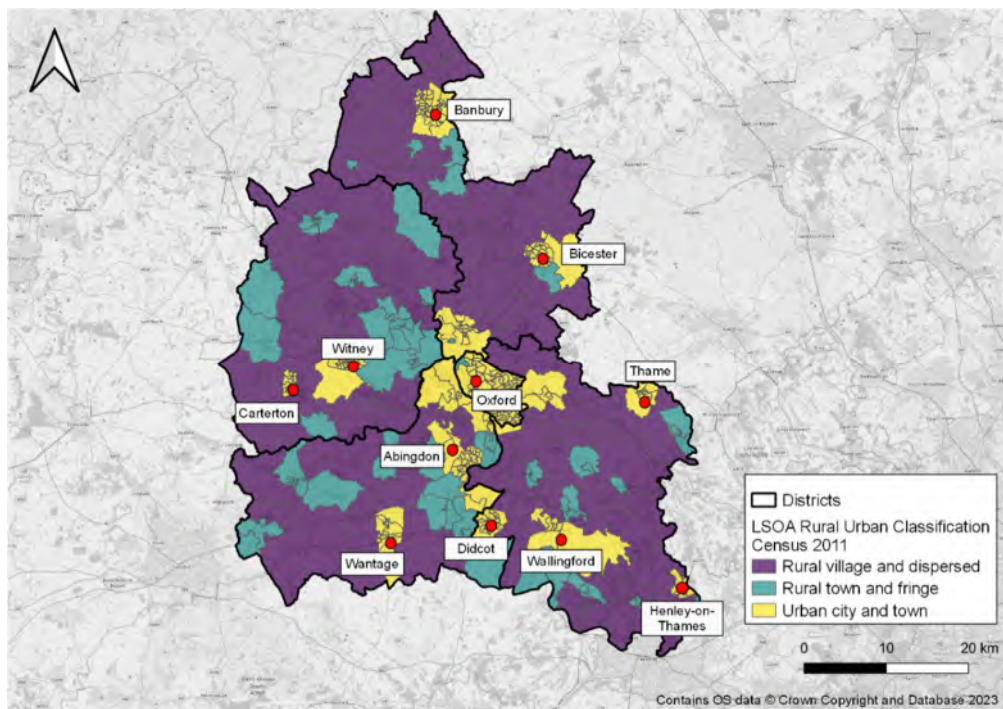 Banbury
Bicester
Witney
Thame
Oxford
Carterton
Abingdon
Didcot
Wallingford
Wantage
Henley-on-
Thames
Districts
LSOA Rural Urban Classification
Census 2011
Rural village and dispersed
Rural town and fringe
Urban city and town
0 10 20 km
Contains OS data © Crown Copyright and Database 2023